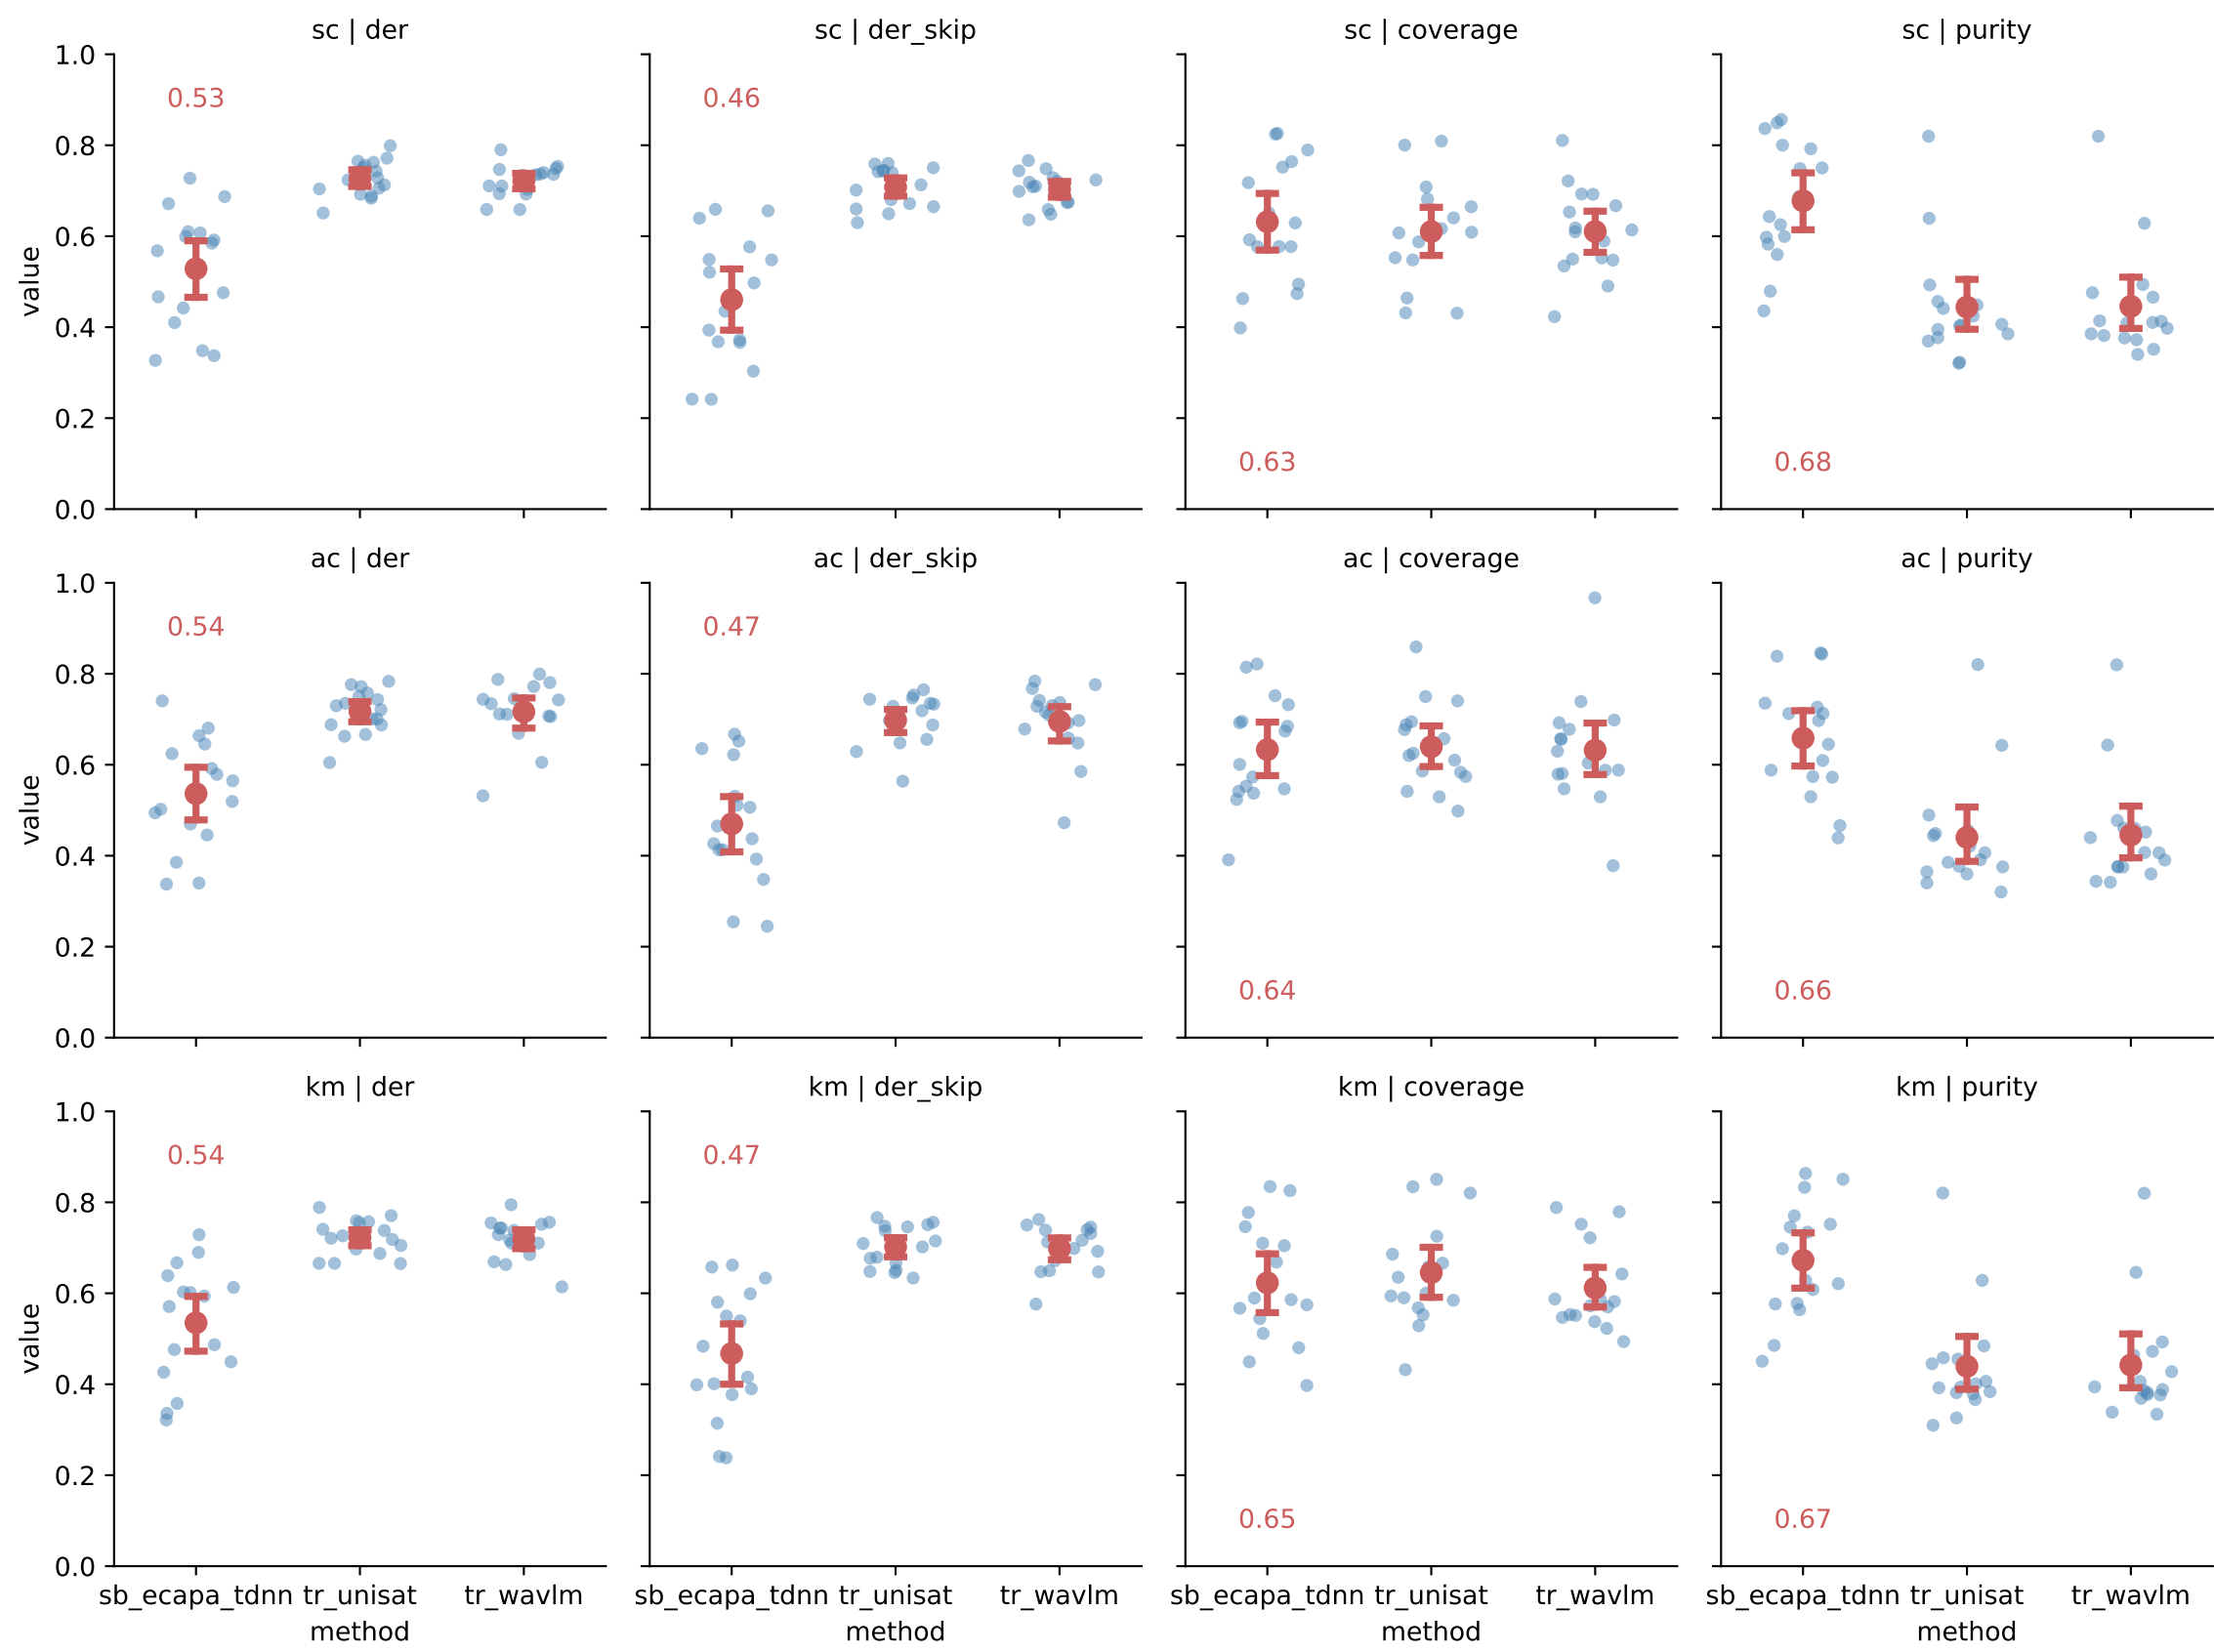 sc | der
sc | der_skip
sc | coverage
sc | purity
1.0
0.8
0.6
0.4
0.2
0.0
value
0.53
0.46
0.63
0.68
ac | der
ac | der_skip
ac | coverage
ac | purity
1.0
0.8
0.6
0.4
0.2
0.0
value
0.54
0.47
0.64
0.66
km | der
km | der_skip
km | coverage
km | purity
1.0
0.8
0.6
0.4
0.2
0.0
value
0.54
0.47
0.65
0.67
sb_ecapa_tdnn tr_unisat tr_wavlm
method
sb_ecapa_tdnn tr_unisat tr_wavlm
method
sb_ecapa_tdnn tr_unisat tr_wavlm
method
sb_ecapa_tdnn tr_unisat tr_wavlm
method